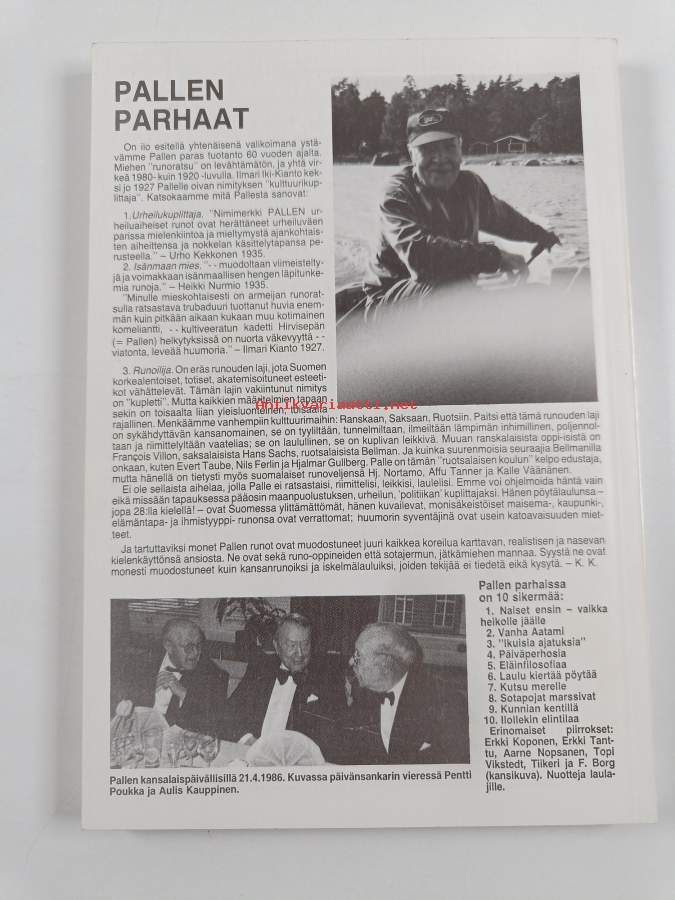 PALLEN
PARHAAT
On ilo esitellä yhtenäisenä valikoimana ystä-
vämme Pallen paras tuotanto 60 vuoden ajalta.
Miehen "runoratsu" on levähtämätön, ja yhtä vir-
keä 1980- kuin 1920 -luvulla. Ilmari Iki-Kianto kek-
si jo 1927 Pallelle oivan nimityksen "kulttuurikup-
littaja". Katsokaamme mitä Pallesta sanovat:
1. Urheilukuplittaja. "Nimimerkki PALLEN ur-
heiluaiheiset runot ovat herättäneet urheiluväen
parissa mielenkiintoa ja mieltymystä ajankohtais-
ten aiheittensa ja nokkelan käsittelytapansa pe-
rusteella." – Urho Kekkonen 1935.
2. Isänmaan mies. "- - muodoltaan viimeistelty-
jä ja voimakkaan isänmaallisen hengen läpitunke-
mia runoja." – Heikki Nurmio 1935.
"Minulle mieskohtaisesti on armeijan runorat-
sulla ratsastava trubaduuri tuottanut huvia enem-
män kuin pitkään aikaan kukaan muu kotimainen
komeliantti, - - kultiveeratun kadetti Hirvisepän
(= Pallen) helkytyksissä on nuorta väkevyyttä - -
viatonta, leveää huumoria." – Ilmari Kianto 1927.
3. Runoilija. On eräs runouden laji, jota Suomen
korkealentoiset, totiset, akatemisoituneet esteeti-
kot vähättelevät. Tämän lajin vakiintunut nimitys
on "kupletti". Mutta kaikkien määritelmien tapaan
sekin on toisaalta liian yleisluonteinen, toisaalta
rajallinen. Menkäämme vanhempiin kulttuurimaihin: Ranskaan, Saksaan, Ruotsiin. Paitsi että tämä runouden laji
on sykähdyttävän kansanomainen, se on tyyliltään, tunnelmiltaan, ilmeiltään lämpimän inhimillinen, poljennol-
taan ja riimittelyltään vaatelias; se on laulullinen, se on kuplivan leikkivä. Muuan ranskalaisista oppi-isistä on
François Villon, saksalaisista Hans Sachs, ruotsalaisista Bellman. Ja kuinka suurenmoisia seuraajia Bellmanilla
onkaan, kuten Evert Taube, Nils Ferlin ja Hjalmar Gullberg. Palle on tämän "ruotsalaisen koulun" kelpo edustaja,
mutta hänellä on tietysti myös suomalaiset runoveljensä Hj. Nortamo, Affu Tanner ja Kalle Väänänen.
Ei ole sellaista aihelaa, jolla Palle ei ratsastaisi, riimittelisi, leikkisi, laulelisi. Emme voi ohjelmoida häntä vain
eikä missään tapauksessa pääosin maanpuolustuksen, urheilun, 'politiikan' kuplittajaksi. Hänen pöytälaulunsa –
jopa 28:lla kielellä! – ovat Suomessa ylittämättömät, hänen kuvailevat, monisäkeistöiset maisema-, kaupunki-,
elämäntapa- ja ihmistyyppi- runonsa ovat verrattomat; huumorin syventäjinä ovat usein katoavaisuuden miet-
teet.
Ja tartuttaviksi monet Pallen runot ovat muodostuneet juuri kaikkea koreilua karttavan, realistisen ja nasevan
kielenkäyttönsä ansiosta. Ne ovat sekä runo-oppineiden että sotajermun, jätkämiehen mannaa. Syystä ne ovat
monesti muodostuneet kuin kansanrunoiksi ja iskelmälauluiksi, joiden tekijää ei tiedetä eikä kysytä. – K. K.
antikvariaatti.net
Pallen kansalaispäivällisillä 21.4.1986. Kuvassa päivänsankarin vieressä Pentti
Poukka ja Aulis Kauppinen.
Pallen parhaissa
on 10 sikermää:
1. Naiset ensin – vaikka
heikolle jäälle
2. Vanha Aatami
3. "Ikuisia ajatuksia"
4. Päiväperhosia
5. Eläinfilosofiaa
6. Laulu kiertää pöytää
7. Kutsu merelle
8. Sotapojat marssivat
9. Kunnian kentillä
10. Ilollekin elintilaa
Erinomaiset piirrokset:
Erkki Koponen, Erkki Tant-
tu, Aarne Nopsanen, Topi
Vikstedt, Tiikeri ja F. Borg
(kansikuva). Nuotteja laula-
jille.